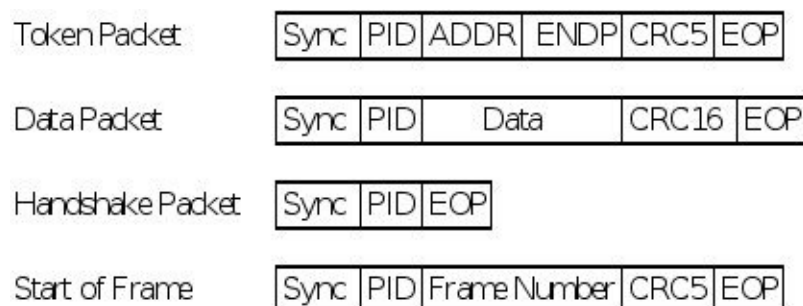 Token Packet Sync PID ADDR ENDP CRC5 EOP
Data Packet Sync PID Data CRC16 EOP
Handshake Packet Sync PID EOP
Start of Frame Sync PID Frame Number CRC5 EOP